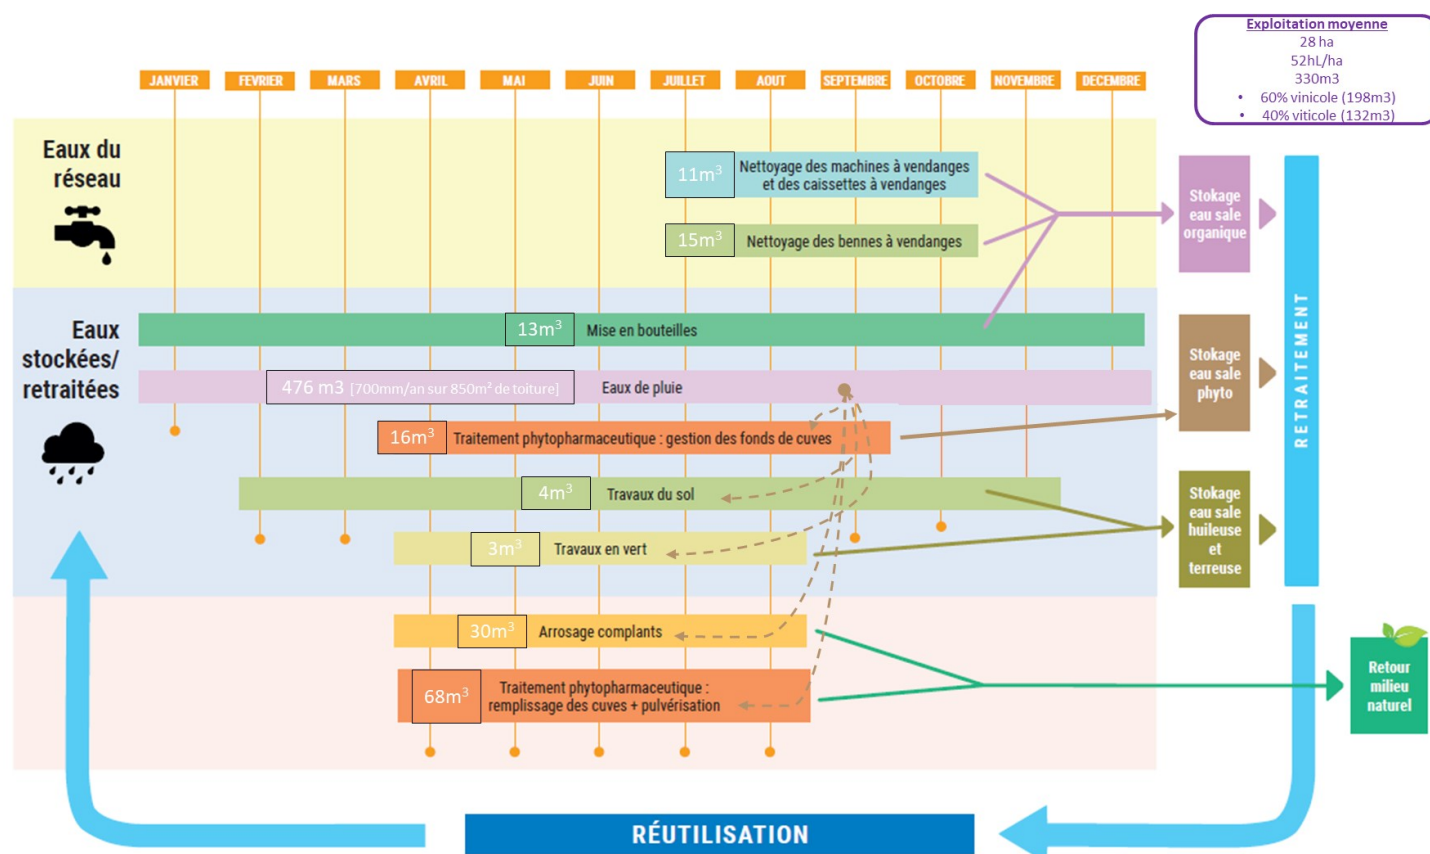 Exploitation moyenne
28 ha
52hL/ha
330m3
• 60% vinicole (198m3)
• 40% viticole (132m3)
JANVIER
FEVRIER
MARS
AVRIL
MAI
JUIN
JUILLET
AOUT
SEPTEMBRE
OCTOBRE
NOVEMBRE
DECEMBRE
Eaux du
réseau
11m³
Nettoyage des machines à vendanges
et des caissettes à vendanges
15m³
Nettoyage des bennes à vendanges
Stokage
eau sale
organique
Eaux
stockées/
retraitées
13m³
Mise en bouteilles
476 m3 [700mm/an sur 850m² de toiture]
Eaux de pluie
16m³
Traitement phytopharmaceutique : gestion des fonds de cuves
4m³
Travaux du sol
3m³
Travaux en vert
Stokage
eau sale
phyto
Stokage
eau sale
huileuse
et
terreuse
RETRAITEMENT
30m³
Arrosage complants
68m³
Traitement phytopharmaceutique :
remplissage des cuves + pulvérisation
Retour
milieu
naturel
RÉUTILISATION